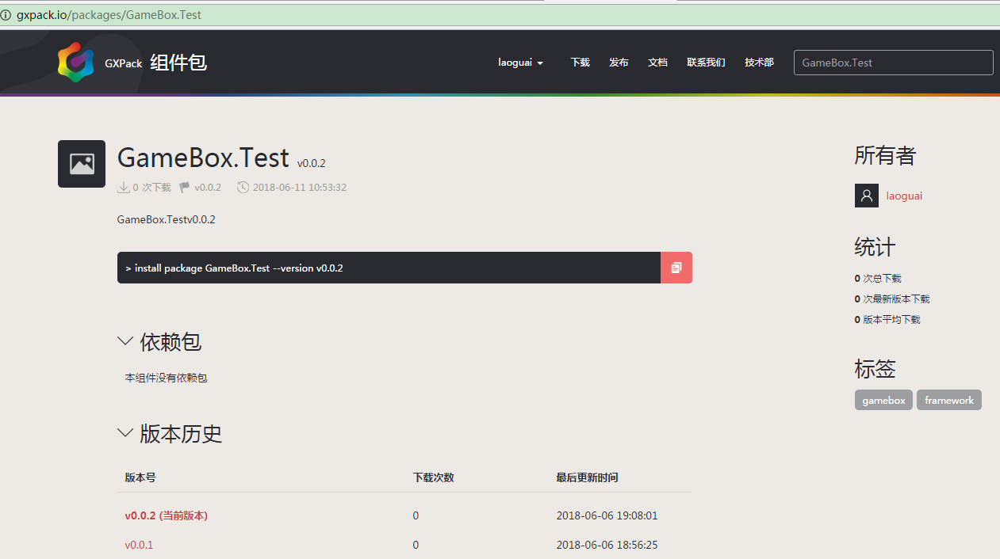 gxpack.io/packages/GameBox.Test
GXPack 组件包
laoguai 下载 发布 文档 联系我们 技术部 GameBox.Test
GameBox.Test v0.0.2
0 次下载 v0.0.2 2018-06-11 10:53:32
GameBox.Testv0.0.2
> install package GameBox.Test --version v0.0.2
依赖包
本组件没有依赖包
版本历史
版本号 下载次数 最后更新时间
v0.0.2 (当前版本) 0 2018-06-06 19:08:01
v0.0.1 0 2018-06-06 18:56:25
所有者
laoguai
统计
0 次总下载
0 次最新版本下载
0 版本平均下载
标签
gamebox framework